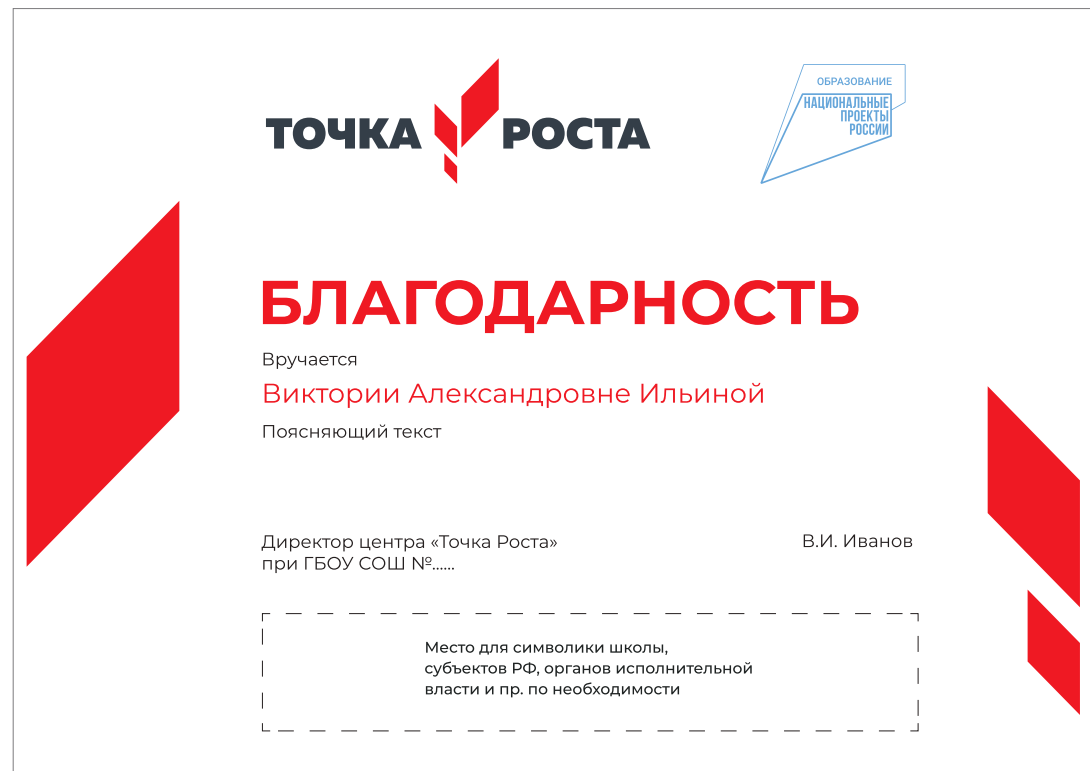 ТОЧКА РОСТА
ОБРАЗОВАНИЕ
НАЦИОНАЛЬНЫЕ
ПРОЕКТЫ
РОССИИ
БЛАГОДАРНОСТЬ
Вручается
Виктории Александровне Ильиной
Поясняющий текст
Директор центра «Точка Роста»
при ГБОУ СОШ №......
В.И. Иванов
Место для символики школы,
субъектов РФ, органов исполнительной
власти и пр. по необходимости